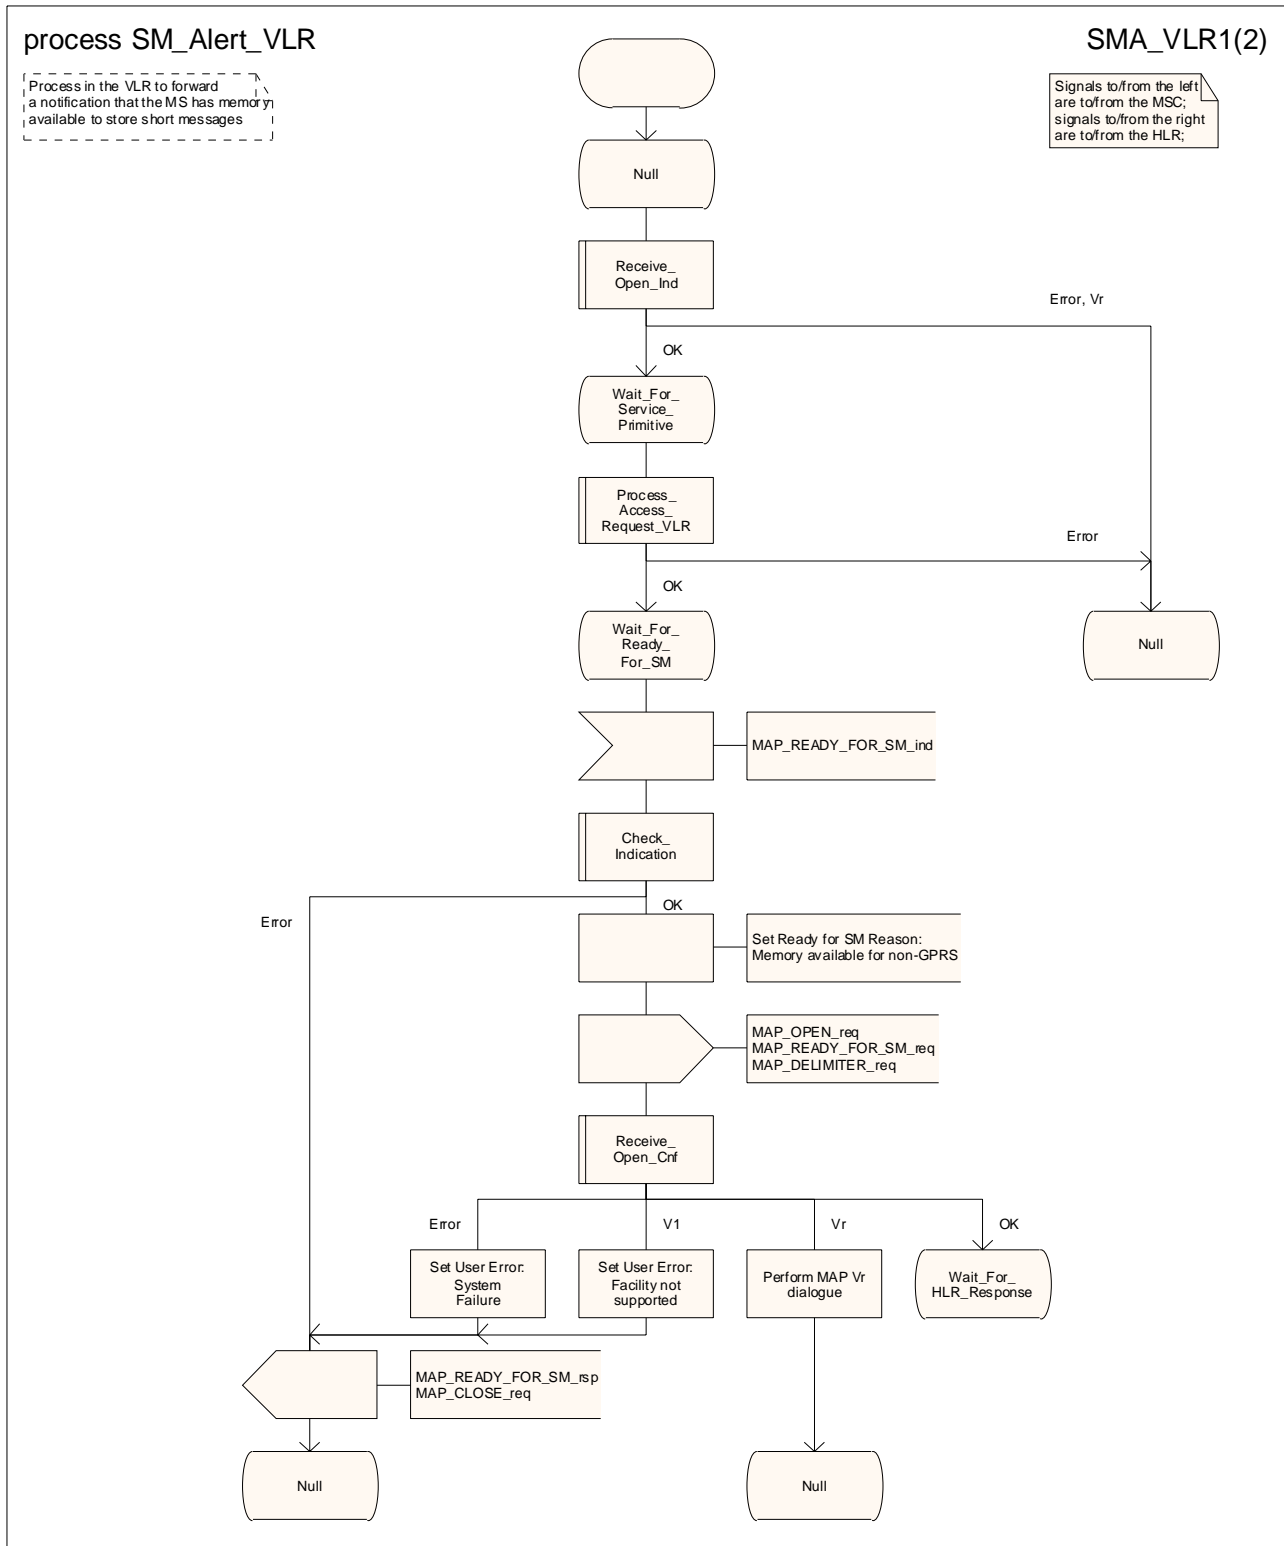 process SM_Alert_VLR
SMA_VLR1(2)
Process in the VLR to forward
a notification that the MS has memory
available to store short messages
Signals to/from the left
are to/from the MSC;
signals to/from the right
are to/from the HLR;
Null
Receive_
Open_Ind
Error, Vr
OK
Wait_For_
Service_
Primitive
Process_
Access_
Request_VLR
Error
OK
Wait_For_
Ready_
For_SM
Null
MAP_READY_FOR_SM_ind
Check_
Indication
Error
OK
Set Ready for SM Reason:
Memory available for non-GPRS
MAP_OPEN_req
MAP_READY_FOR_SM_req
MAP_DELIMITER_req
Receive_
Open_Cnf
Error
V1
Vr
OK
Set User Error:
System
Failure
Set User Error:
Facility not
supported
Perform MAP Vr
dialogue
Wait_For_
HLR_Response
MAP_READY_FOR_SM_rsp
MAP_CLOSE_req
Null
Null